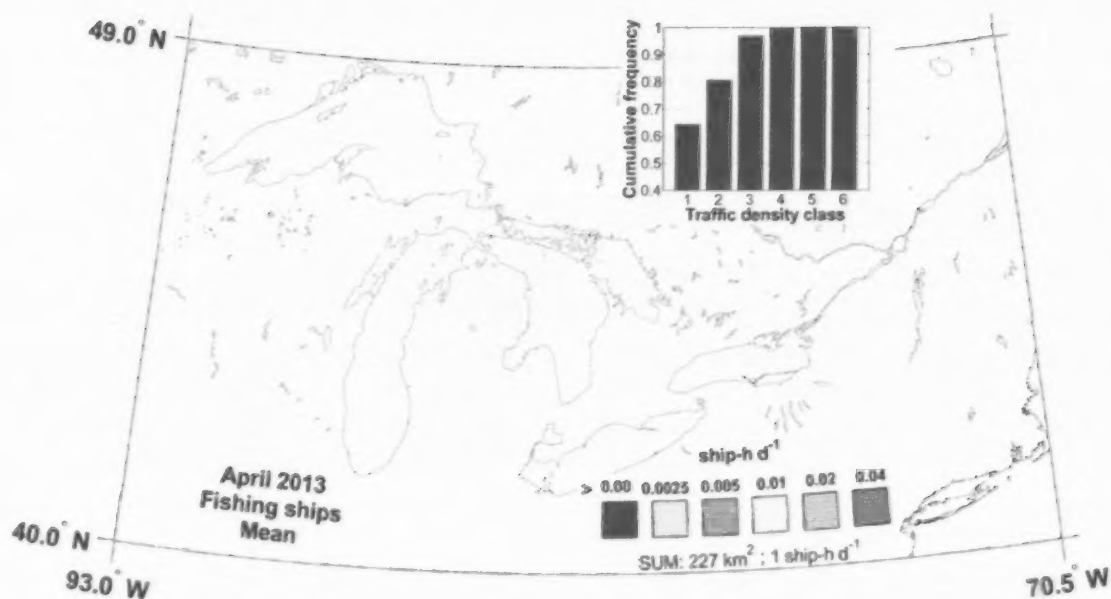 49.0° N
Cumulative frequency
1
0.9
0.8
0.7
0.6
0.5
0.4
1 2 3 4 5 6
Traffic density class
April 2013
Fishing ships
Mean
ship-h d⁻¹
> 0.00 0.0025 0.005 0.01 0.02 0.04
SUM: 227 km² ; 1 ship-h d⁻¹
40.0° N
93.0° W
70.5° W